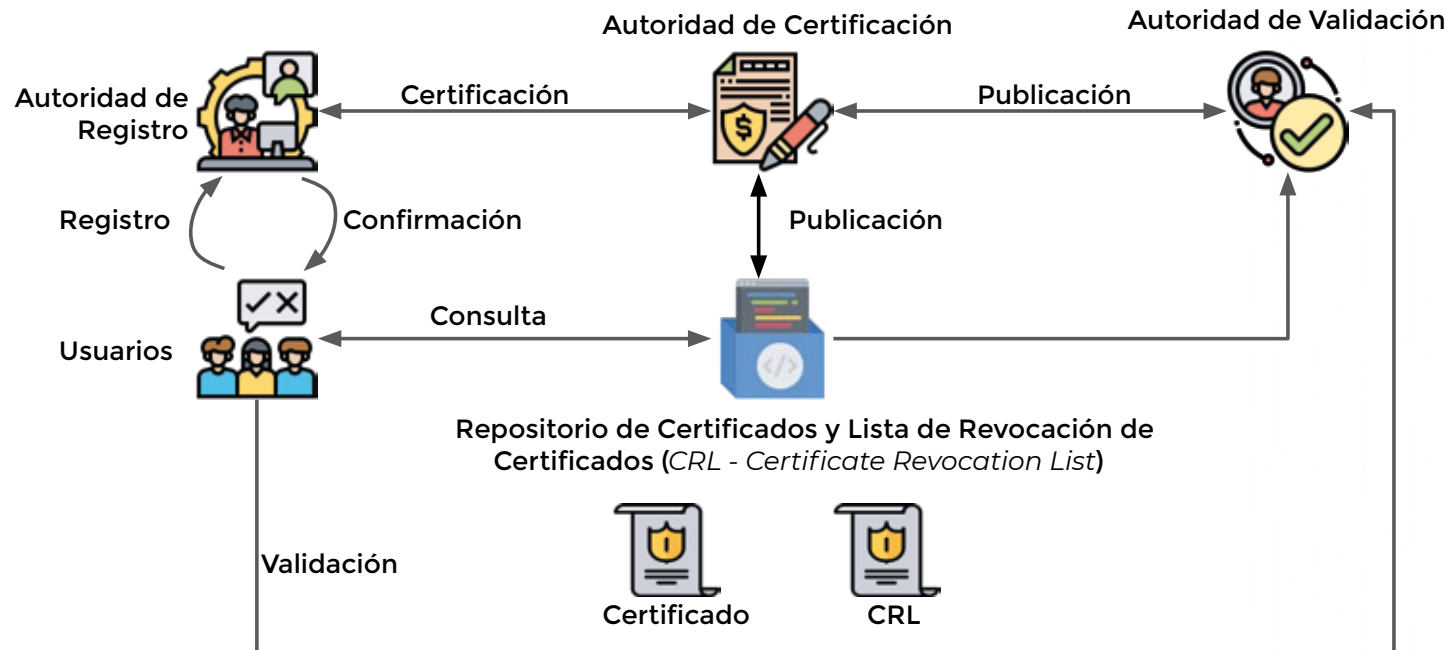 Autoridad de Certificación
Autoridad de Validación
Autoridad de
Registro
Certificación
Publicación
Registro
Confirmación
Publicación
Usuarios
Consulta
Repositorio de Certificados y Lista de Revocación de
Certificados (CRL - Certificate Revocation List)
Validación
Certificado
CRL